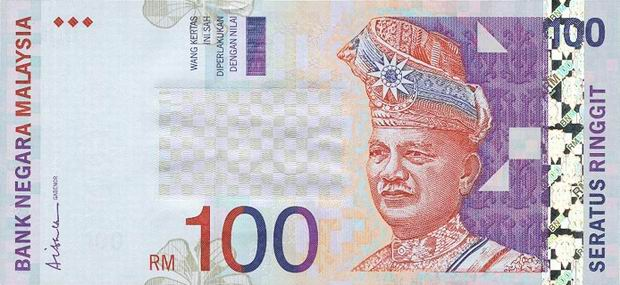 BANK NEGARA MALAYSIA
WANG KERTAS
INI SAH
DIPERLAKUKAN
DENGAN NILAI
GABENOR
RM 100
100
SERATUS RINGGIT